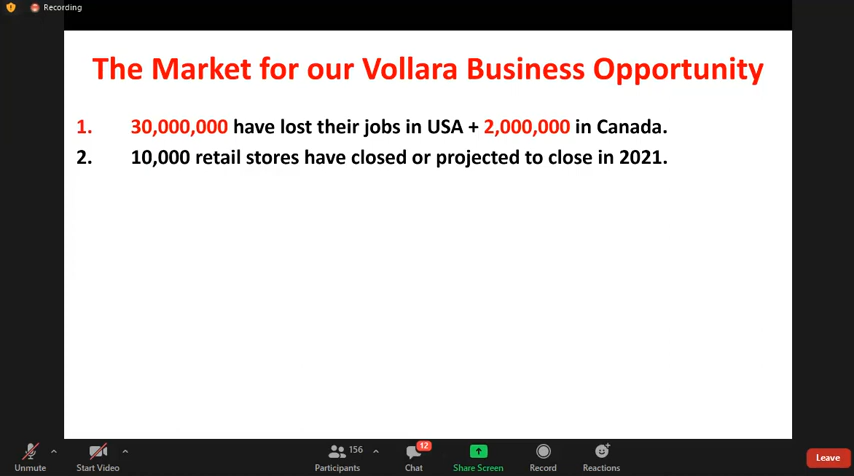 Recording
The Market for our Vollara Business Opportunity
1. 30,000,000 have lost their jobs in USA + 2,000,000 in Canada.
2. 10,000 retail stores have closed or projected to close in 2021.
156
12
Unmute Start Video Participants Chat Share Screen Record Reactions Leave